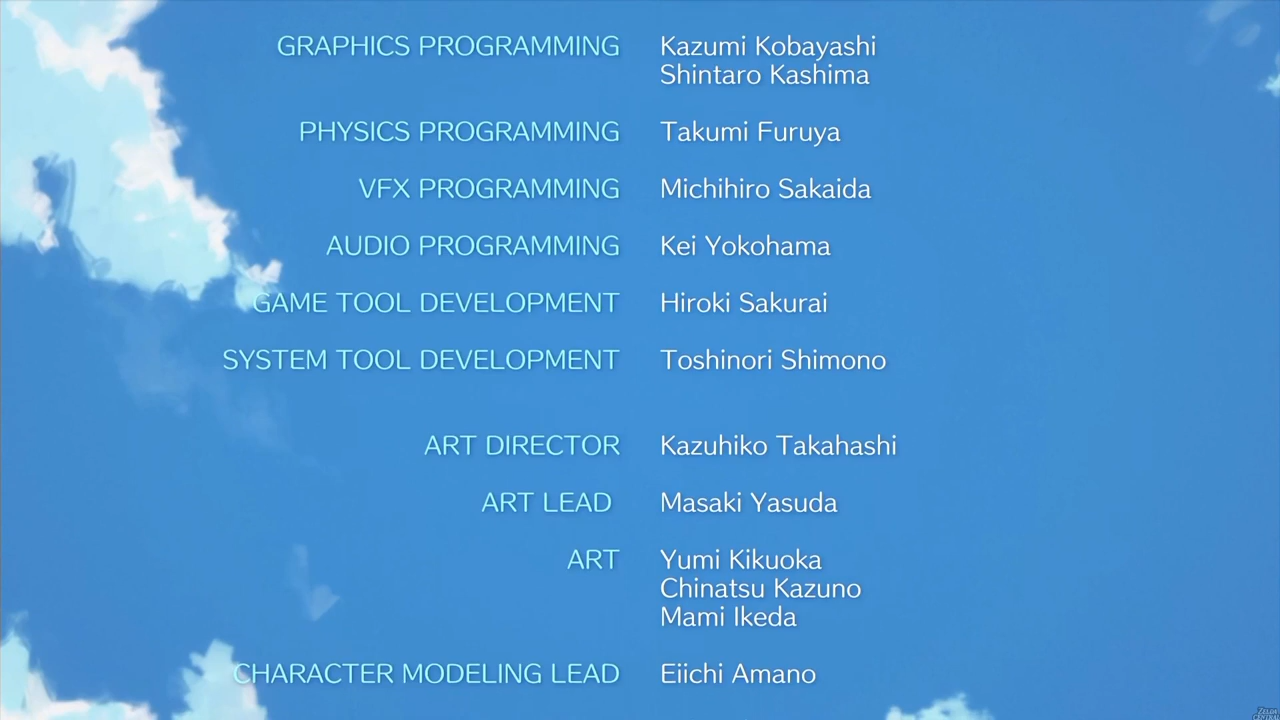 GRAPHICS PROGRAMMING Kazumi Kobayashi
Shintaro Kashima
PHYSICS PROGRAMMING Takumi Furuya
VFX PROGRAMMING Michihiro Sakaida
AUDIO PROGRAMMING Kei Yokohama
GAME TOOL DEVELOPMENT Hiroki Sakurai
SYSTEM TOOL DEVELOPMENT Toshinori Shimono
ART DIRECTOR Kazuhiko Takahashi
ART LEAD Masaki Yasuda
ART Yumi Kikuoka
Chinatsu Kazuno
Mami Ikeda
CHARACTER MODELING LEAD Eiichi Amano